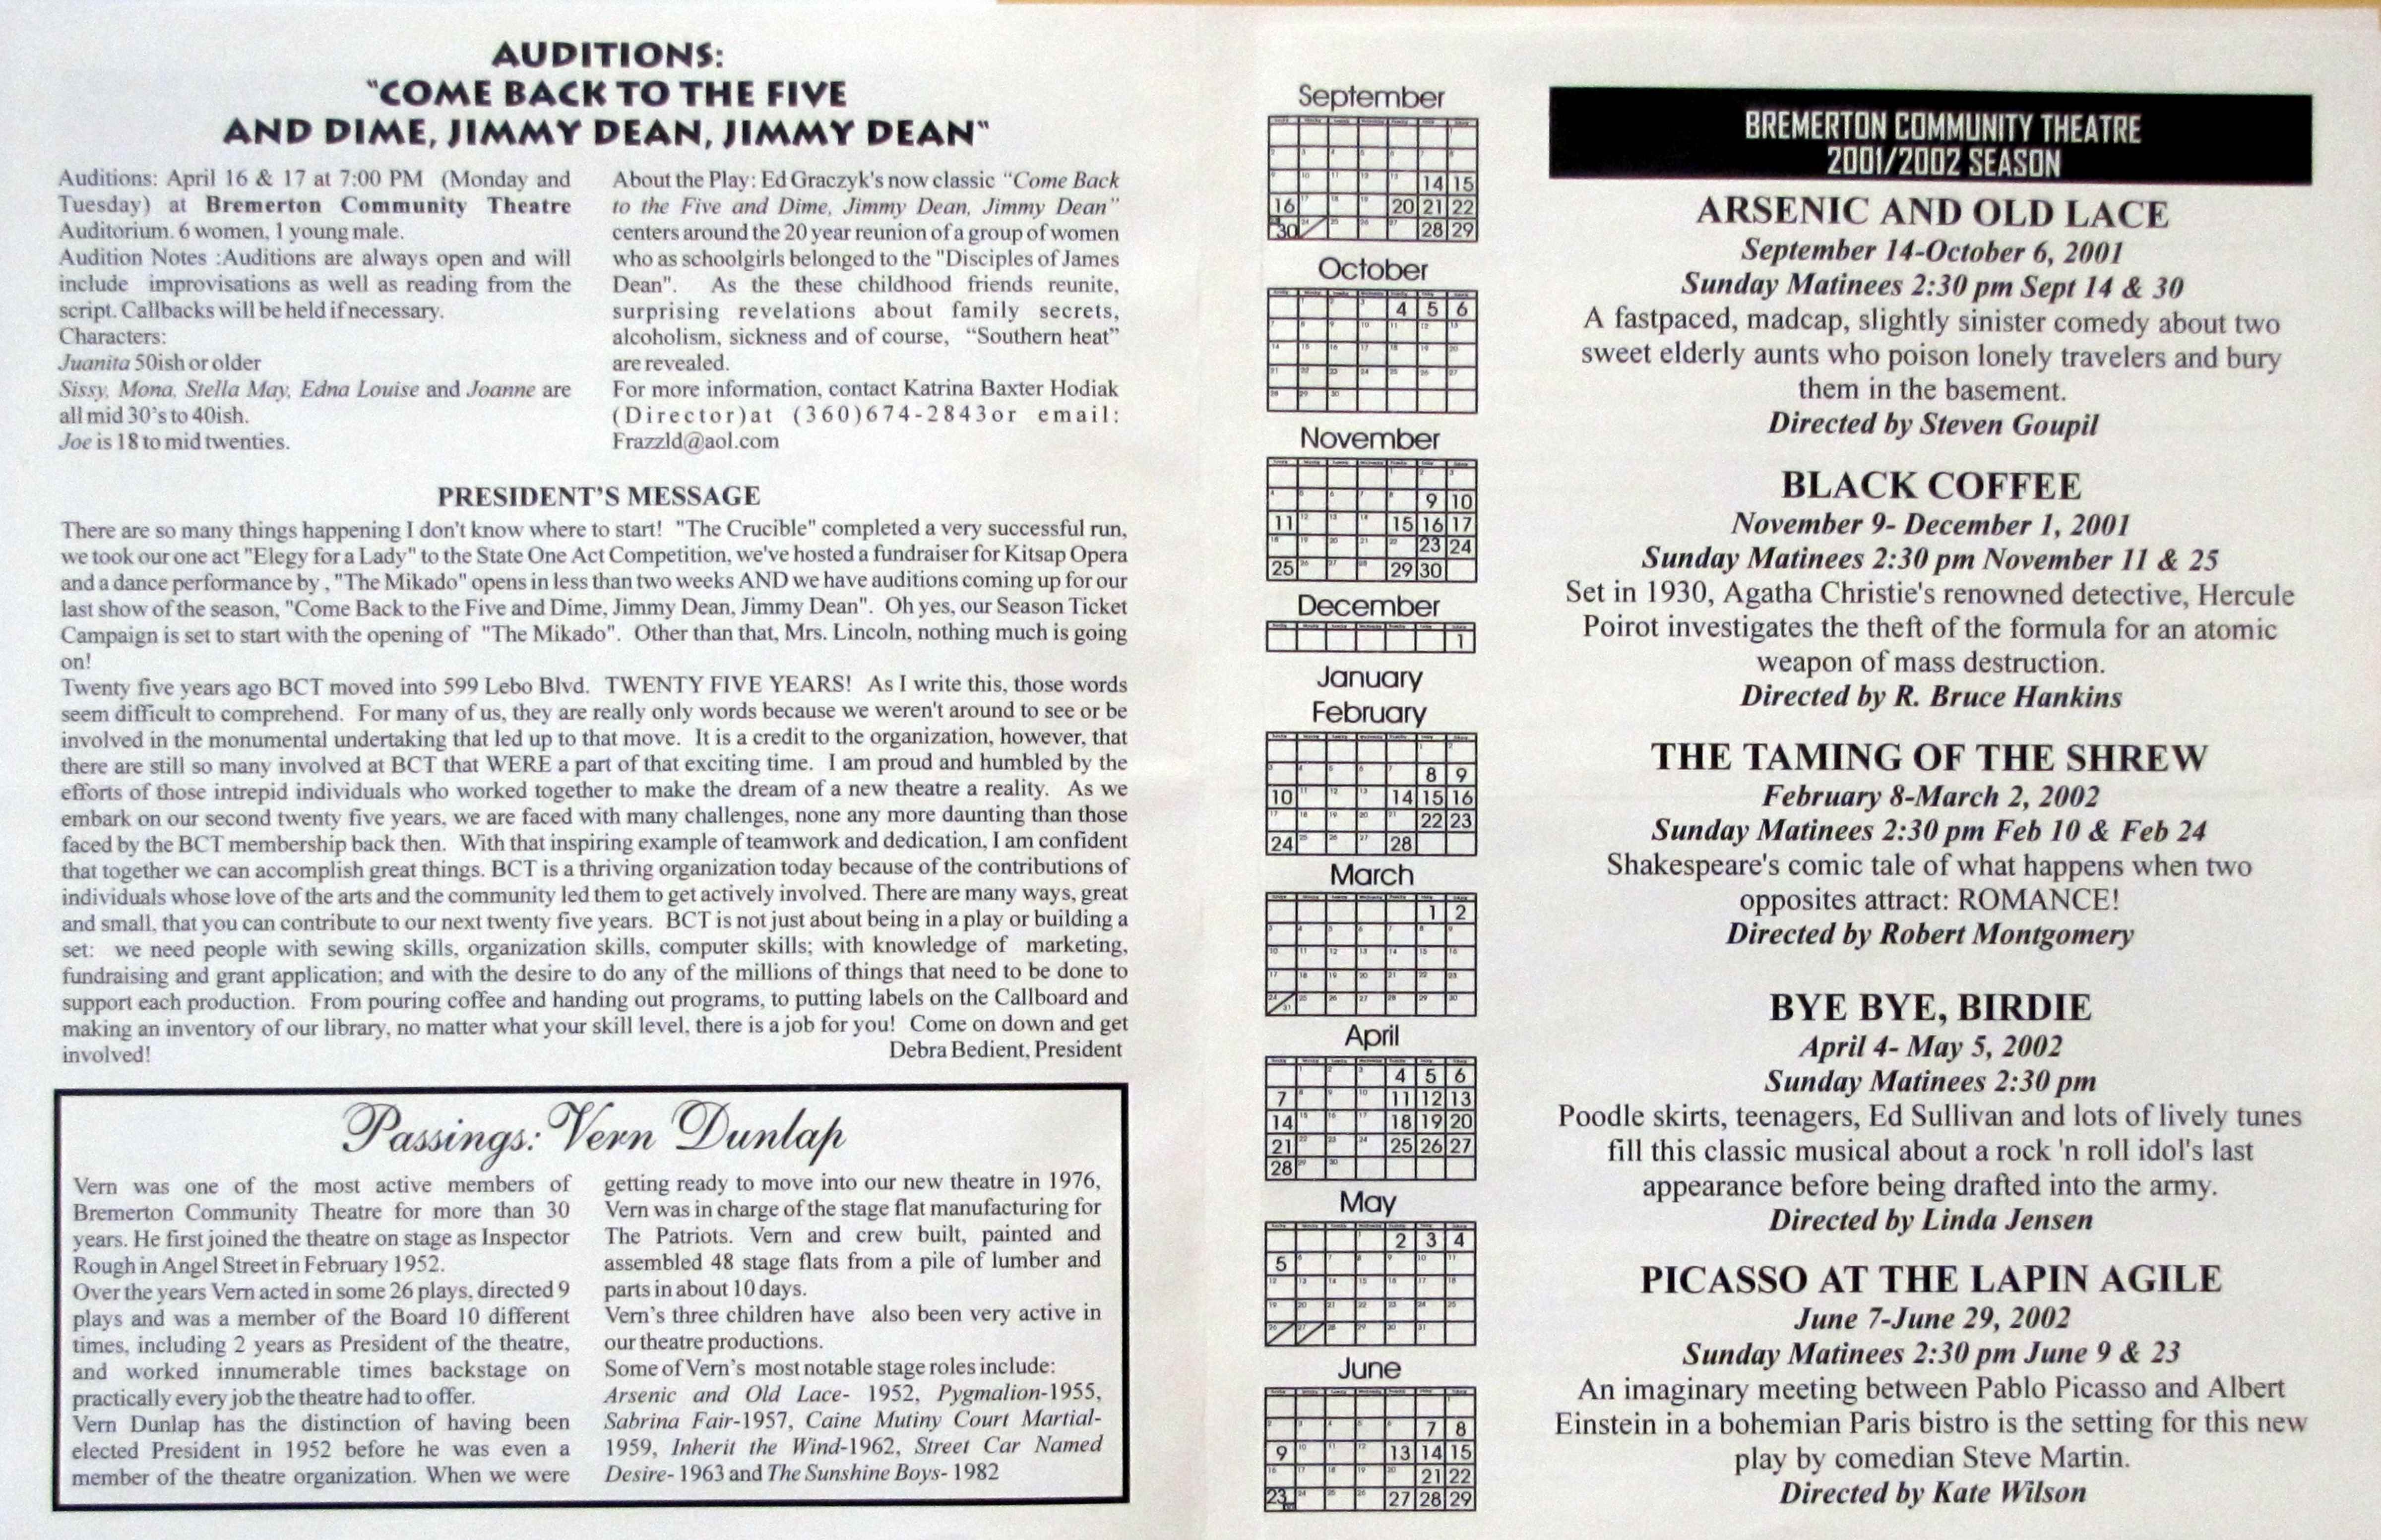 AUDITIONS:
"COME BACK TO THE FIVE
AND DIME, JIMMY DEAN, JIMMY DEAN"
Auditions: April 16 & 17 at 7:00 PM (Monday and
Tuesday) at Bremerton Community Theatre
Auditorium. 6 women, 1 young male.
Audition Notes :Auditions are always open and will
include improvisations as well as reading from the
script. Callbacks will be held if necessary.
Characters:
Juanita 50ish or older
Sissy, Mona, Stella May, Edna Louise and Joanne are
all mid 30's to 40ish.
Joe is 18 to mid twenties.
About the Play: Ed Graczyk's now classic "Come Back
to the Five and Dime, Jimmy Dean, Jimmy Dean"
centers around the 20 year reunion of a group of women
who as schoolgirls belonged to the "Disciples of James
Dean". As the these childhood friends reunite,
surprising revelations about family secrets,
alcoholism, sickness and of course, "Southern heat"
are revealed.
For more information, contact Katrina Baxter Hodiak
(Director)at (360)674-2843or email:
Frazzld@aol.com
PRESIDENT'S MESSAGE
There are so many things happening I don't know where to start! "The Crucible" completed a very successful run,
we took our one act "Elegy for a Lady" to the State One Act Competition, we've hosted a fundraiser for Kitsap Opera
and a dance performance by , "The Mikado" opens in less than two weeks AND we have auditions coming up for our
last show of the season, "Come Back to the Five and Dime, Jimmy Dean, Jimmy Dean". Oh yes, our Season Ticket
Campaign is set to start with the opening of "The Mikado". Other than that, Mrs. Lincoln, nothing much is going
on!
Twenty five years ago BCT moved into 599 Lebo Blvd. TWENTY FIVE YEARS! As I write this, those words
seem difficult to comprehend. For many of us, they are really only words because we weren't around to see or be
involved in the monumental undertaking that led up to that move. It is a credit to the organization, however, that
there are still so many involved at BCT that WERE a part of that exciting time. I am proud and humbled by the
efforts of those intrepid individuals who worked together to make the dream of a new theatre a reality. As we
embark on our second twenty five years, we are faced with many challenges, none any more daunting than those
faced by the BCT membership back then. With that inspiring example of teamwork and dedication, I am confident
that together we can accomplish great things. BCT is a thriving organization today because of the contributions of
individuals whose love of the arts and the community led them to get actively involved. There are many ways, great
and small, that you can contribute to our next twenty five years. BCT is not just about being in a play or building a
set: we need people with sewing skills, organization skills, computer skills; with knowledge of marketing,
fundraising and grant application; and with the desire to do any of the millions of things that need to be done to
support each production. From pouring coffee and handing out programs, to putting labels on the Callboard and
making an inventory of our library, no matter what your skill level, there is a job for you! Come on down and get
involved! Debra Bedient, President
Passings: Vern Dunlap
Vern was one of the most active members of
Bremerton Community Theatre for more than 30
years. He first joined the theatre on stage as Inspector
Rough in Angel Street in February 1952.
Over the years Vern acted in some 26 plays, directed 9
plays and was a member of the Board 10 different
times, including 2 years as President of the theatre,
and worked innumerable times backstage on
practically every job the theatre had to offer.
Vern Dunlap has the distinction of having been
elected President in 1952 before he was even a
member of the theatre organization. When we were
getting ready to move into our new theatre in 1976,
Vern was in charge of the stage flat manufacturing for
The Patriots. Vern and crew built, painted and
assembled 48 stage flats from a pile of lumber and
parts in about 10 days.
Vern's three children have also been very active in
our theatre productions.
Some of Vern's most notable stage roles include:
Arsenic and Old Lace- 1952, Pygmalion-1955,
Sabrina Fair-1957, Caine Mutiny Court Martial-
1959, Inherit the Wind-1962, Street Car Named
Desire- 1963 and The Sunshine Boys- 1982
September
14 15
16 20 21 22
30 28 29
October
4 5 6
November
9 10
11 15 16 17
23 24
25 29 30
December
1
January
February
8 9
10 14 15 16
22 23
24 28
March
1 2
April
4 5 6
7 11 12 13
14 18 19 20
21 25 26 27
28
May
2 3 4
5
June
7 8
9 13 14 15
21 22
23 27 28 29
BREMERTON COMMUNITY THEATRE
2001/2002 SEASON
ARSENIC AND OLD LACE
September 14-October 6, 2001
Sunday Matinees 2:30 pm Sept 14 & 30
A fastpaced, madcap, slightly sinister comedy about two
sweet elderly aunts who poison lonely travelers and bury
them in the basement.
Directed by Steven Goupil
BLACK COFFEE
November 9- December 1, 2001
Sunday Matinees 2:30 pm November 11 & 25
Set in 1930, Agatha Christie's renowned detective, Hercule
Poirot investigates the theft of the formula for an atomic
weapon of mass destruction.
Directed by R. Bruce Hankins
THE TAMING OF THE SHREW
February 8-March 2, 2002
Sunday Matinees 2:30 pm Feb 10 & Feb 24
Shakespeare's comic tale of what happens when two
opposites attract: ROMANCE!
Directed by Robert Montgomery
BYE BYE, BIRDIE
April 4- May 5, 2002
Sunday Matinees 2:30 pm
Poodle skirts, teenagers, Ed Sullivan and lots of lively tunes
fill this classic musical about a rock 'n roll idol's last
appearance before being drafted into the army.
Directed by Linda Jensen
PICASSO AT THE LAPIN AGILE
June 7-June 29, 2002
Sunday Matinees 2:30 pm June 9 & 23
An imaginary meeting between Pablo Picasso and Albert
Einstein in a bohemian Paris bistro is the setting for this new
play by comedian Steve Martin.
Directed by Kate Wilson